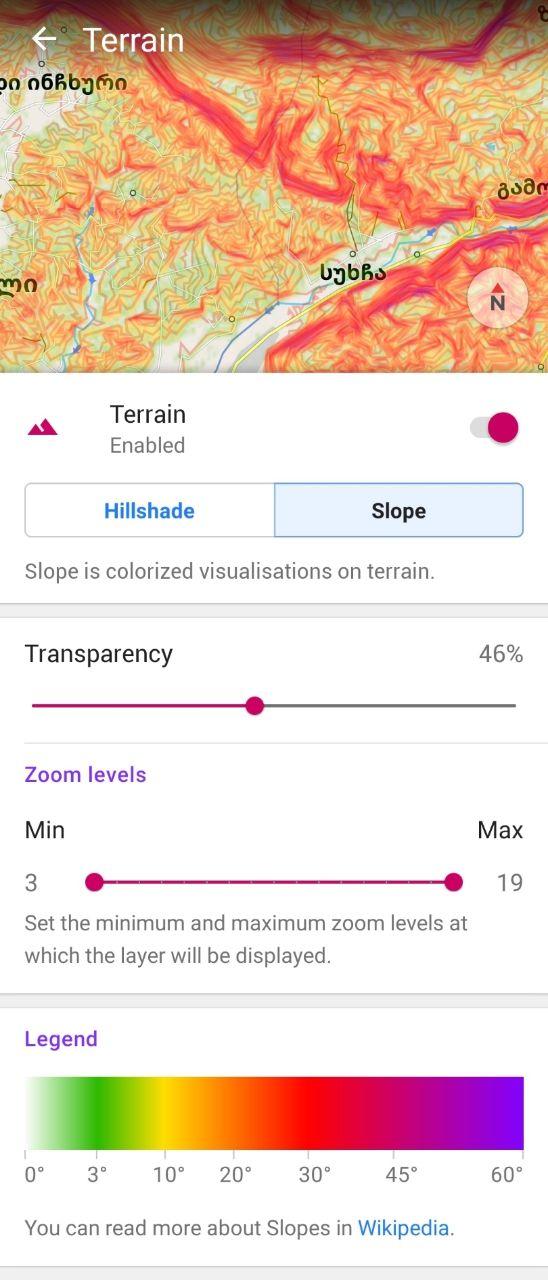 Terrain
დი ინჩხური
გამო
სუხჩა
ლი
N
Terrain
Enabled
Hillshade
Slope
Slope is colorized visualisations on terrain.
Transparency
46%
Zoom levels
Min
Max
3
19
Set the minimum and maximum zoom levels at
which the layer will be displayed.
Legend
0° 3° 10° 20° 30° 45° 60°
You can read more about Slopes in Wikipedia.